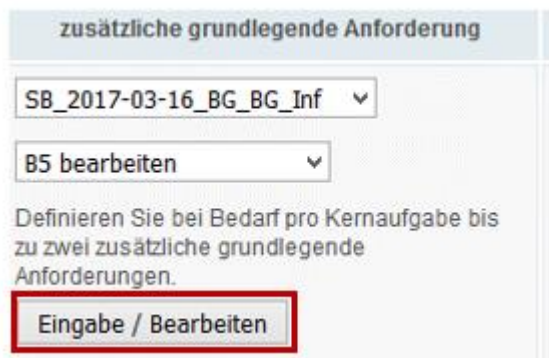 zusätzliche grundlegende Anforderung
SB_2017-03-16_BG_BG_Inf
B5 bearbeiten
Definieren Sie bei Bedarf pro Kernaufgabe bis
zu zwei zusätzliche grundlegende
Anforderungen.
Eingabe / Bearbeiten